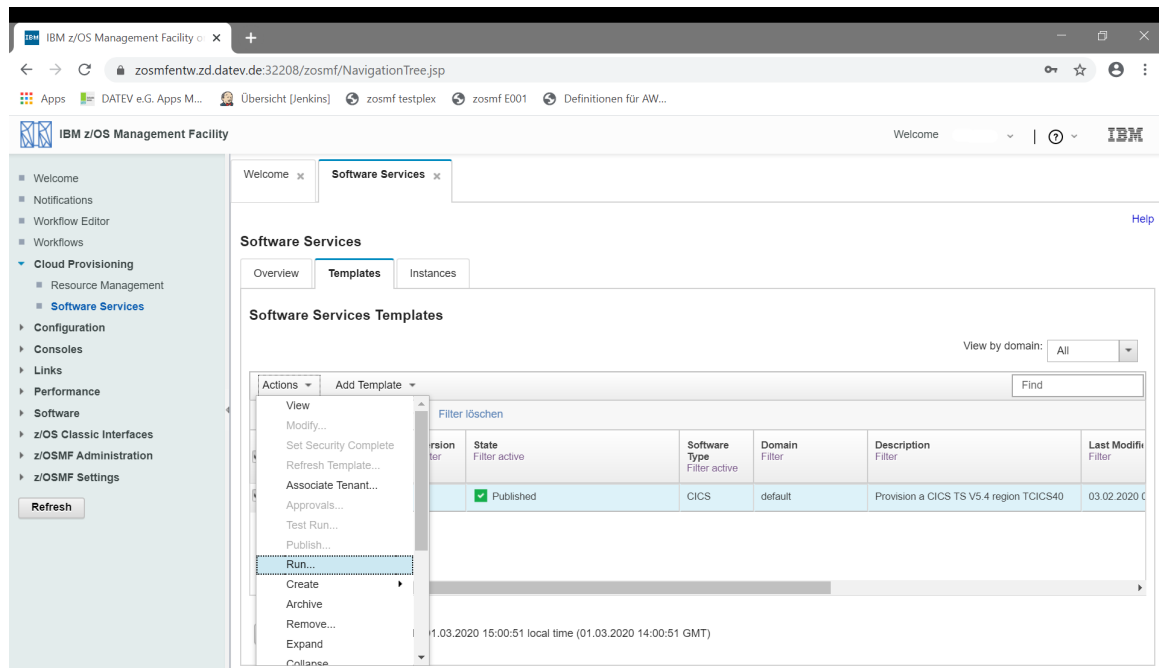 IBM z/OS Management Facility o
zosmfentw.zd.datev.de:32208/zosmf/NavigationTree.jsp
Apps DATEV e.G. Apps M... Übersicht [Jenkins] zosmf testplex zosmf E001 Definitionen für AW...
IBM z/OS Management Facility
Welcome
IBM
Welcome
Notifications
Workflow Editor
Workflows
Cloud Provisioning
Resource Management
Software Services
Configuration
Consoles
Links
Performance
Software
z/OS Classic Interfaces
z/OSMF Administration
z/OSMF Settings
Refresh
Welcome Software Services
Help
Software Services
Overview Templates Instances
Software Services Templates
View by domain: All
Actions Add Template Find
Filter löschen
View
Modify...
Set Security Complete
Refresh Template...
Associate Tenant...
Approvals...
Test Run...
Publish...
Run...
Create
Archive
Remove...
Expand
Collapse
rsion
ter
State
Filter active
Software
Type
Filter active
Domain
Filter
Description
Filter
Last Modifi
Filter
Published CICS default Provision a CICS TS V5.4 region TCICS40 03.02.2020
01.03.2020 15:00:51 local time (01.03.2020 14:00:51 GMT)